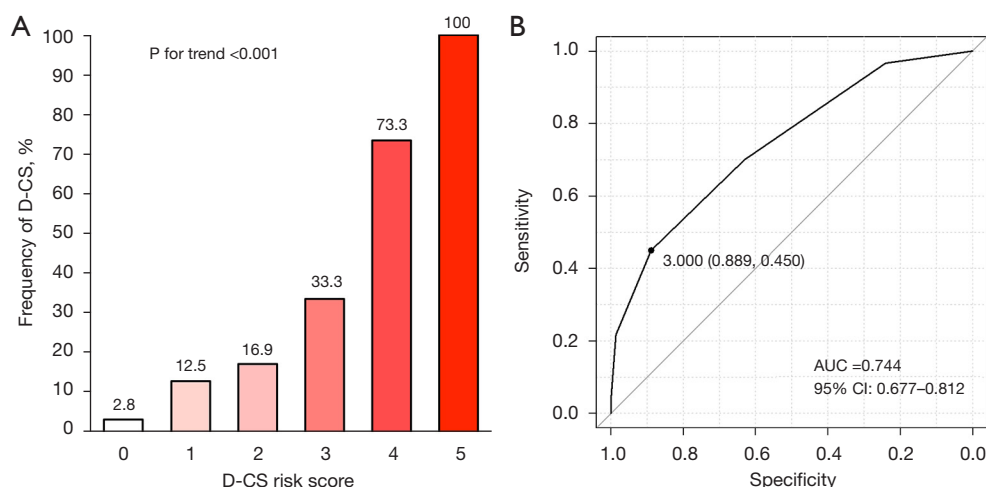 A
P for trend <0.001
Frequency of D-CS, %
100
90
80
70
60
50
40
30
20
10
0
2.8
12.5
16.9
33.3
73.3
100
0 1 2 3 4 5
D-CS risk score
B
Sensitivity
1.0
0.8
0.6
0.4
0.2
0.0
3.000 (0.889, 0.450)
AUC =0.744
95% CI: 0.677–0.812
1.0 0.8 0.6 0.4 0.2 0.0
Specificity